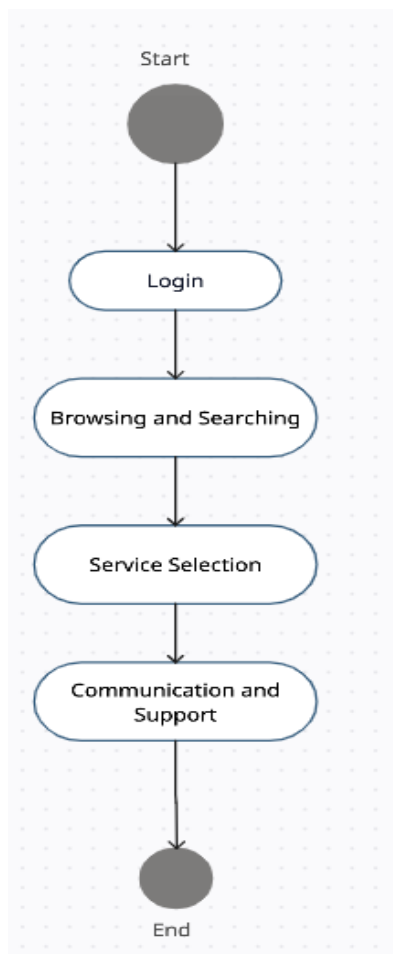 Start
Login
Browsing and Searching
Service Selection
Communication and
Support
End